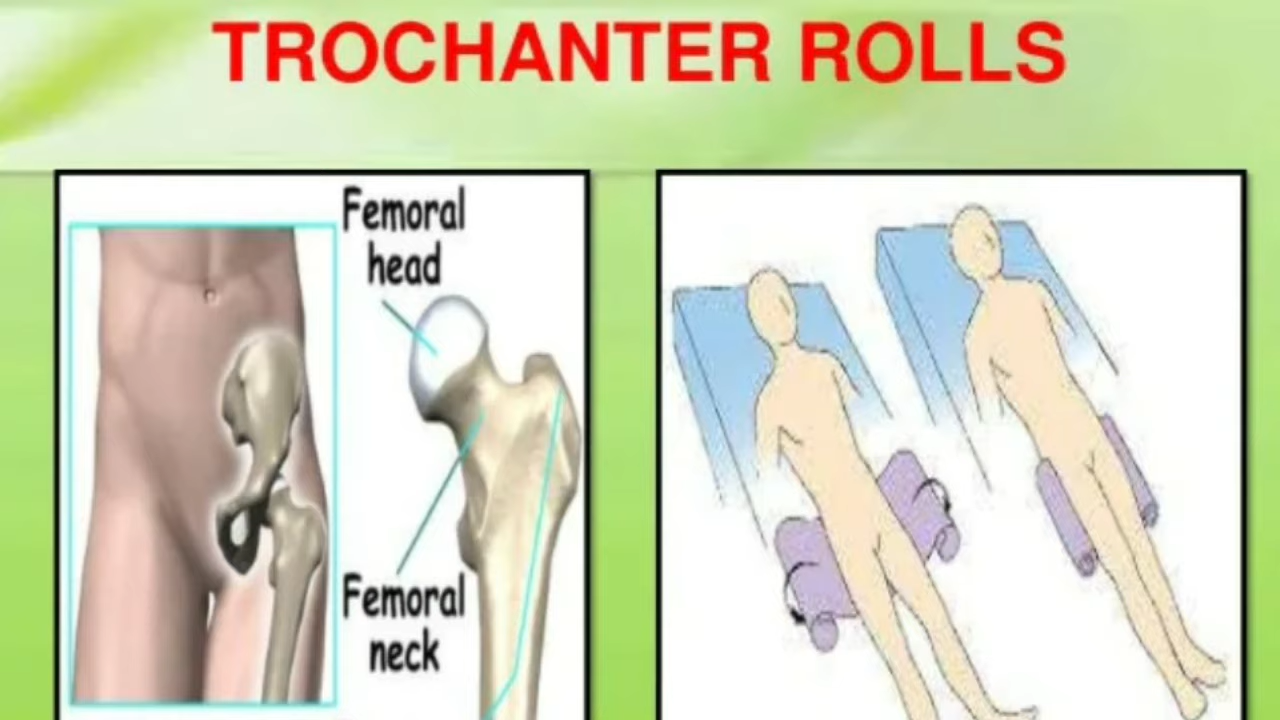 TROCHANTER ROLLS
Femoral
head
Femoral
neck